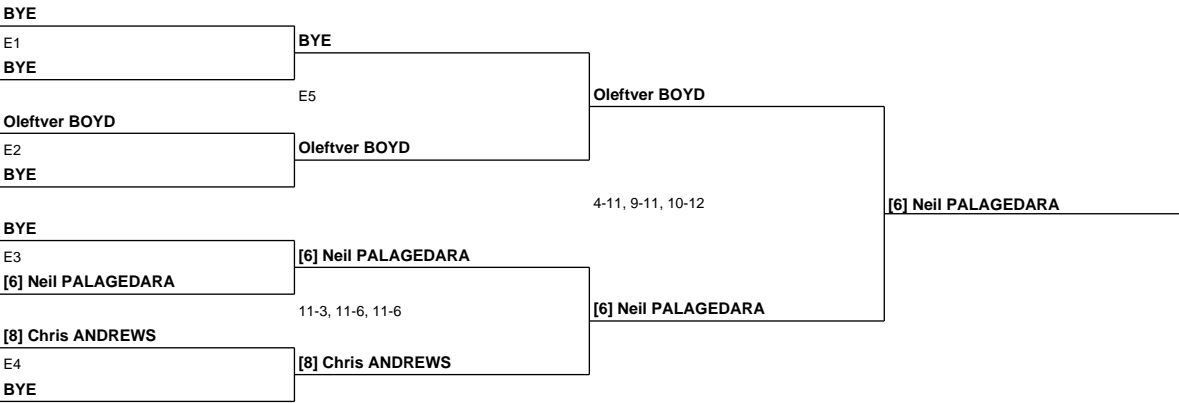 BYE
E1
BYE
BYE
E5
Oleftver BOYD
E2
BYE
Oleftver BOYD
Oleftver BOYD
4-11, 9-11, 10-12
BYE
E3
[6] Neil PALAGEDARA
[6] Neil PALAGEDARA
11-3, 11-6, 11-6
[8] Chris ANDREWS
E4
BYE
[8] Chris ANDREWS
[6] Neil PALAGEDARA
[6] Neil PALAGEDARA